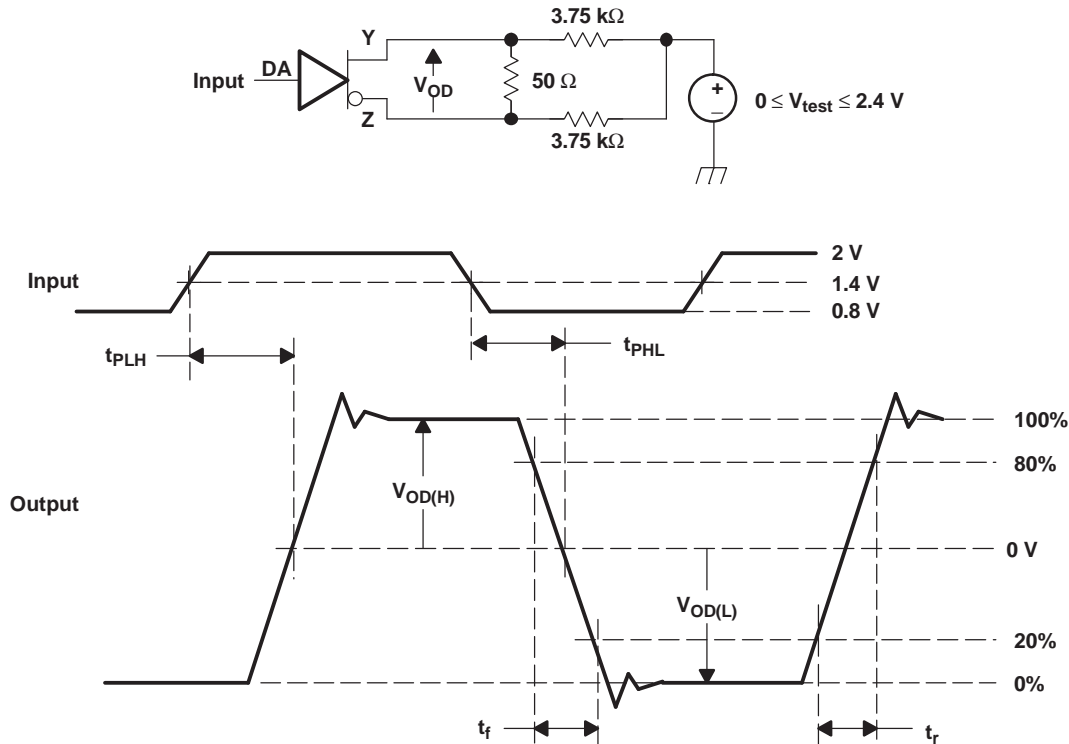 3.75 kΩ
Y
Input DA
V_OD
50 Ω
+
–
0 ≤ V_test ≤ 2.4 V
Z
3.75 kΩ
2 V
Input
1.4 V
0.8 V
t_PLH
t_PHL
100%
80%
V_OD(H)
Output
0 V
V_OD(L)
20%
0%
t_f
t_r